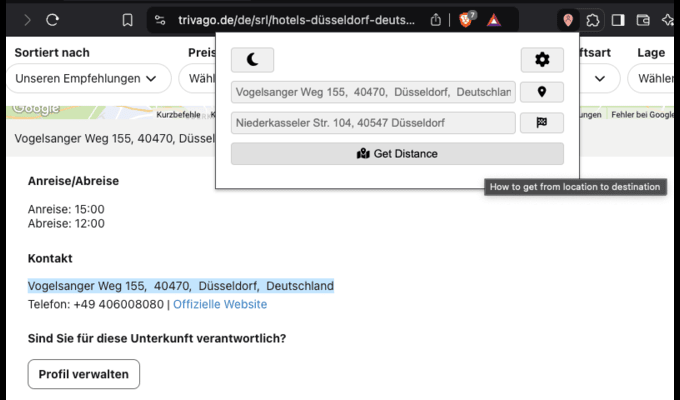 trivago.de/de/srl/hotels-düsseldorf-deuts...
7
Sortiert nach
Preis
ftsart
Lage
Unseren Empfehlungen
Wähl
Wählen
Vogelsanger Weg 155,  40470,  Düsseldorf,  Deutschlan
Niederkasseler Str. 104, 40547 Düsseldorf
Get Distance
How to get from location to destination
Google
Kurzbefehle
K
ungen
Fehler bei Google
Vogelsanger Weg 155, 40470, Düssel
Anreise/Abreise
Anreise: 15:00
Abreise: 12:00
Kontakt
Vogelsanger Weg 155,  40470,  Düsseldorf,  Deutschland
Telefon: +49 406008080 | Offizielle Website
Sind Sie für diese Unterkunft verantwortlich?
Profil verwalten